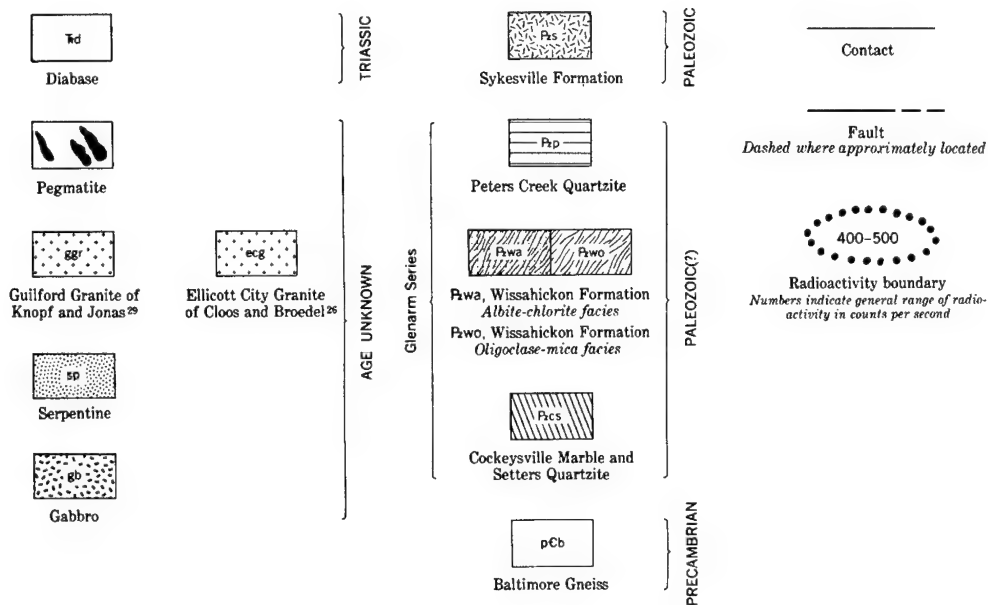 Ꞧd
Diabase
TRIASSIC
Pegmatite
ggr
Guilford Granite of
Knopf and Jonas²⁹
ecg
Ellicott City Granite
of Cloos and Broedel²⁶
sp
Serpentine
gb
Gabbro
AGE UNKNOWN
Pzs
Sykesville Formation
PALEOZOIC
Glenarm Series
Pzp
Peters Creek Quartzite
Pzwa
Pzwo
Pzwa, Wissahickon Formation
Albite-chlorite facies
Pzwo, Wissahickon Formation
Oligoclase-mica facies
Pzcs
Cockeysville Marble and
Setters Quartzite
PALEOZOIC(?)
p€b
Baltimore Gneiss
PRECAMBRIAN
Contact
Fault
Dashed where approximately located
400–500
Radioactivity boundary
Numbers indicate general range of radio-
activity in counts per second